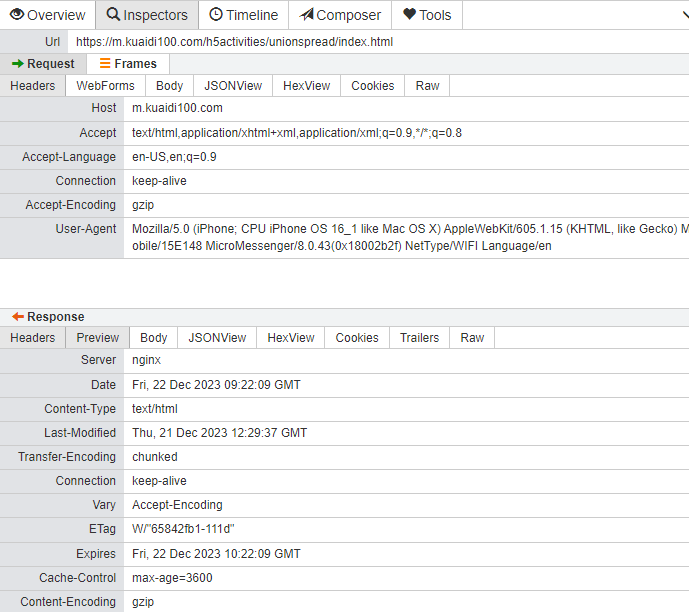 Overview Inspectors Timeline Composer Tools
Url https://m.kuaidi100.com/h5activities/unionspread/index.html
Request Frames
Headers WebForms Body JSONView HexView Cookies Raw
Host m.kuaidi100.com
Accept text/html,application/xhtml+xml,application/xml;q=0.9,*/*;q=0.8
Accept-Language en-US,en;q=0.9
Connection keep-alive
Accept-Encoding gzip
User-Agent Mozilla/5.0 (iPhone; CPU iPhone OS 16_1 like Mac OS X) AppleWebKit/605.1.15 (KHTML, like Gecko) M
obile/15E148 MicroMessenger/8.0.43(0x18002b2f) NetType/WIFI Language/en
Response
Headers Preview Body JSONView HexView Cookies Trailers Raw
Server nginx
Date Fri, 22 Dec 2023 09:22:09 GMT
Content-Type text/html
Last-Modified Thu, 21 Dec 2023 12:29:37 GMT
Transfer-Encoding chunked
Connection keep-alive
Vary Accept-Encoding
ETag W/"65842fb1-111d"
Expires Fri, 22 Dec 2023 10:22:09 GMT
Cache-Control max-age=3600
Content-Encoding gzip